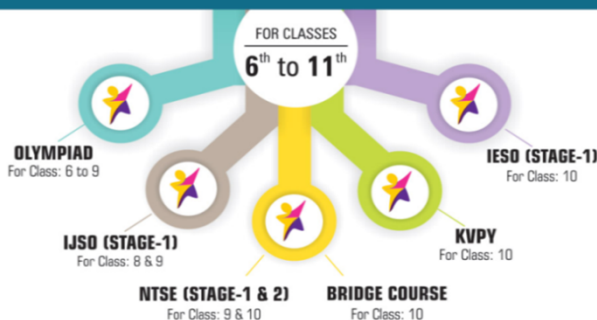 FOR CLASSES
6th to 11th
OLYMPIAD
For Class: 6 to 9
IESO (STAGE-1)
For Class: 10
IJSO (STAGE-1)
For Class: 8 & 9
KVPY
For Class: 10
NTSE (STAGE-1 & 2)
For Class: 9 & 10
BRIDGE COURSE
For Class: 10